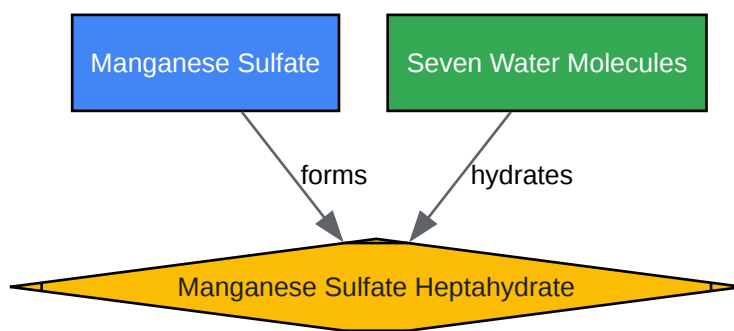 Manganese Sulfate
Seven Water Molecules
forms
hydrates
Manganese Sulfate Heptahydrate